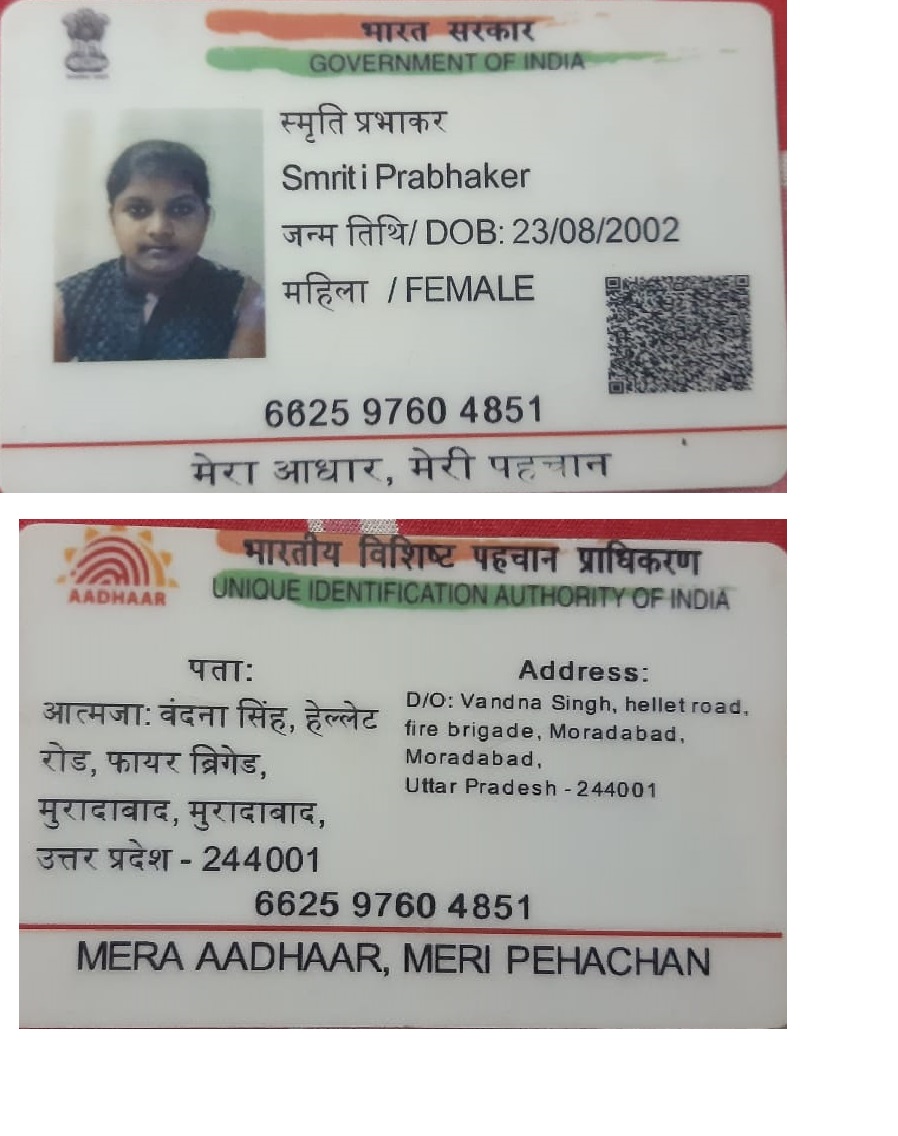 भारत सरकार
GOVERNMENT OF INDIA
स्मृति प्रभाकर
Smriti Prabhaker
जन्म तिथि/ DOB: 23/08/2002
महिला / FEMALE
6625 9760 4851
मेरा आधार, मेरी पहचान
भारतीय विशिष्ट पहचान प्राधिकरण
UNIQUE IDENTIFICATION AUTHORITY OF INDIA
AADHAAR
पता:
आत्मजा: वंदना सिंह, हेल्लेट
रोड, फायर ब्रिगेड,
मुरादाबाद, मुरादाबाद,
उत्तर प्रदेश - 244001
Address:
D/O: Vandna Singh, hellet road,
fire brigade, Moradabad,
Moradabad,
Uttar Pradesh - 244001
6625 9760 4851
MERA AADHAAR, MERI PEHACHAN